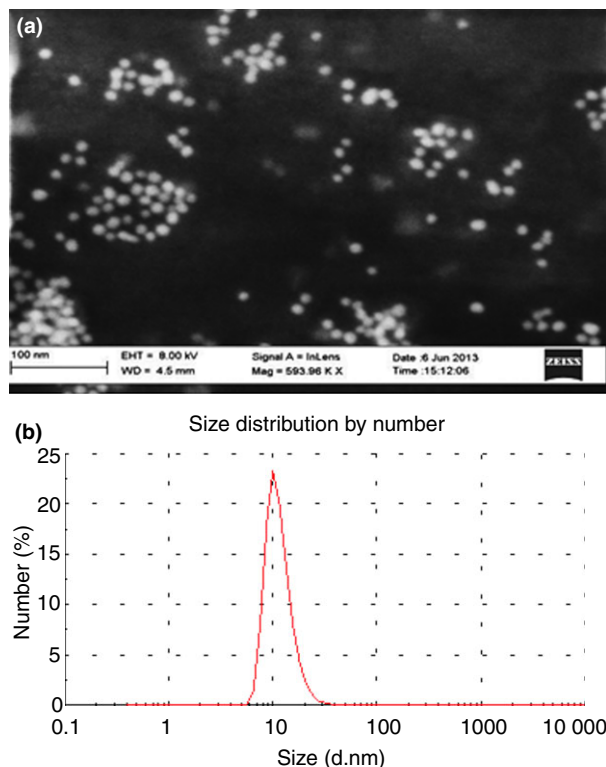 (a)
100 nm
EHT = 8.00 kV
Signal A = InLens
Date :6 Jun 2013
WD = 4.5 mm
Mag = 593.96 K X
Time :15:12:06
ZEISS
(b)
Size distribution by number
25
20
15
10
5
0
Number (%)
0.1 1 10 100 1000 10 000
Size (d.nm)